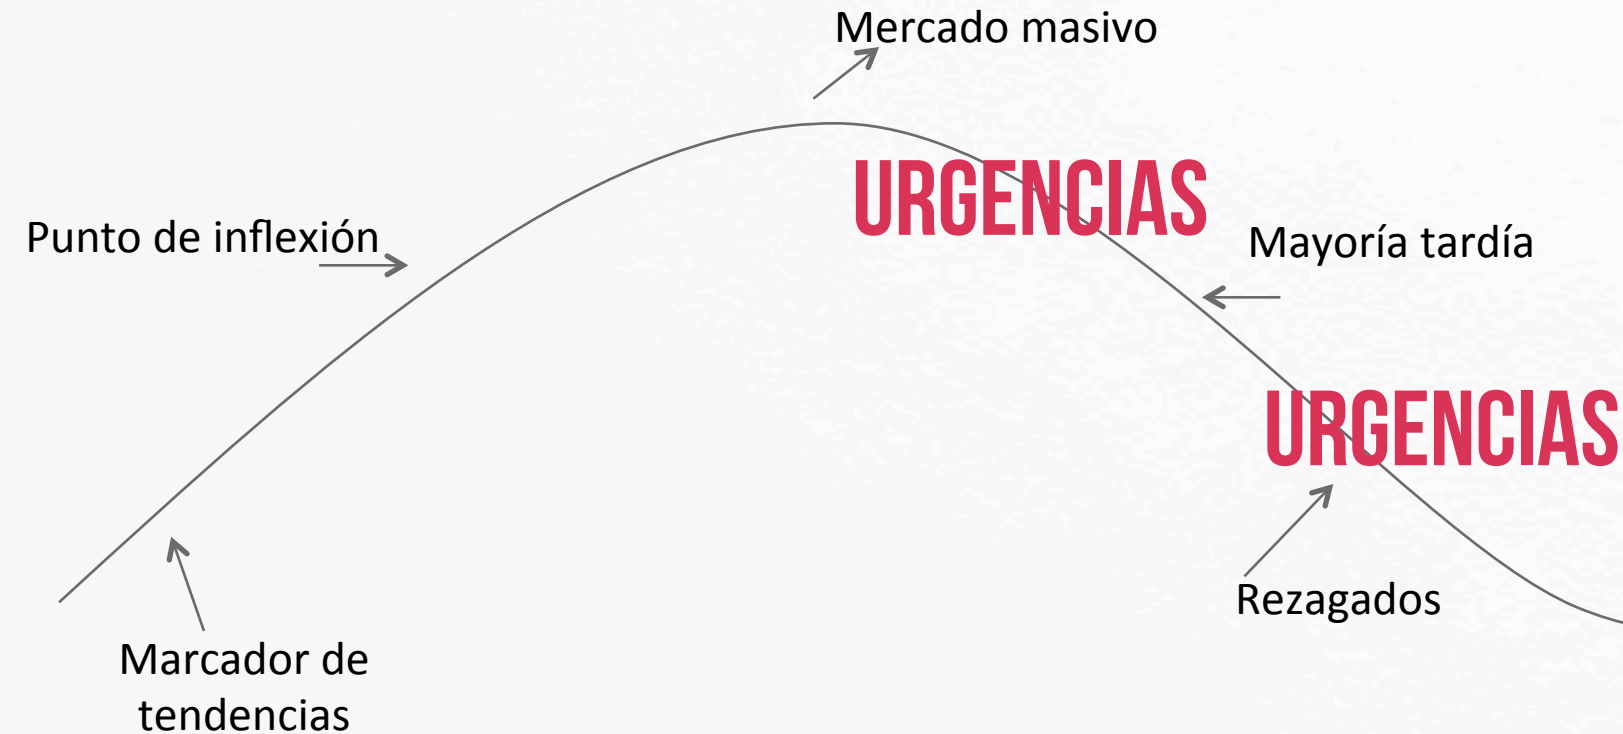 Mercado masivo
URGENCIAS
Punto de inflexión
Mayoría tardía
URGENCIAS
Rezagados
Marcador de
tendencias